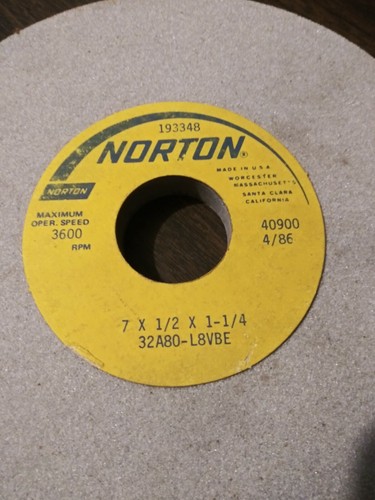 193348
NORTON®
MADE IN U.S.A.
WORCESTER
MASSACHUSETTS
SANTA CLARA
CALIFORNIA
NORTON
MAXIMUM
OPER. SPEED
3600
RPM
40900
4/86
7 X 1/2 X 1-1/4
32A80-L8VBE